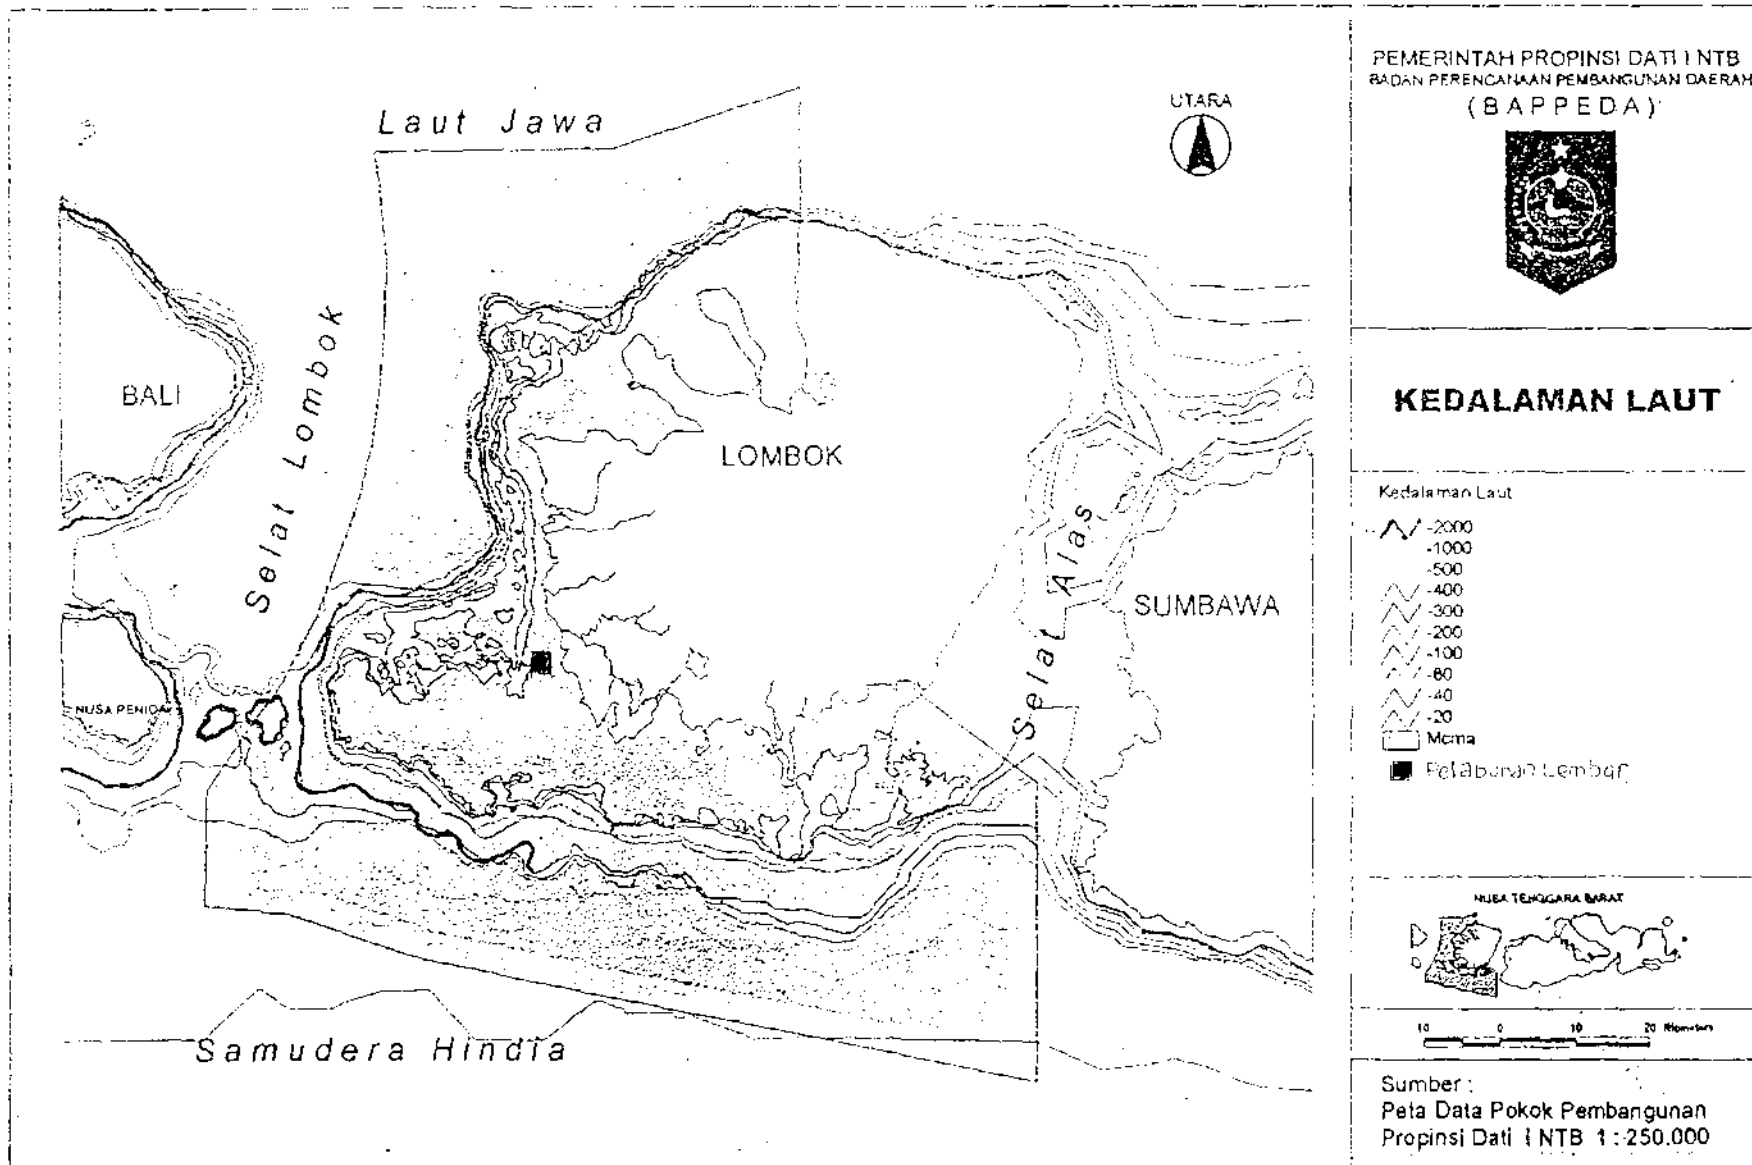 Laut Jawa
UTARA
BALI
Selat Lombok
LOMBOK
Selat Alas
SUMBAWA
NUSA PENIDA
Samudera Hindia
PEMERINTAH PROPINSI DATI I NTB
BADAN PERENCANAAN PEMBANGUNAN DAERAH
(BAPPEDA)
KEDALAMAN LAUT
Kedalaman Laut
-2000
-1000
-500
-400
-300
-200
-100
-80
-40
-20
Pelabuhan Lembar
NUSA TENGGARA BARAT
10 0 10 20 Kilometers
Sumber :
Peta Data Pokok Pembangunan
Propinsi Dati I NTB 1 : 250.000